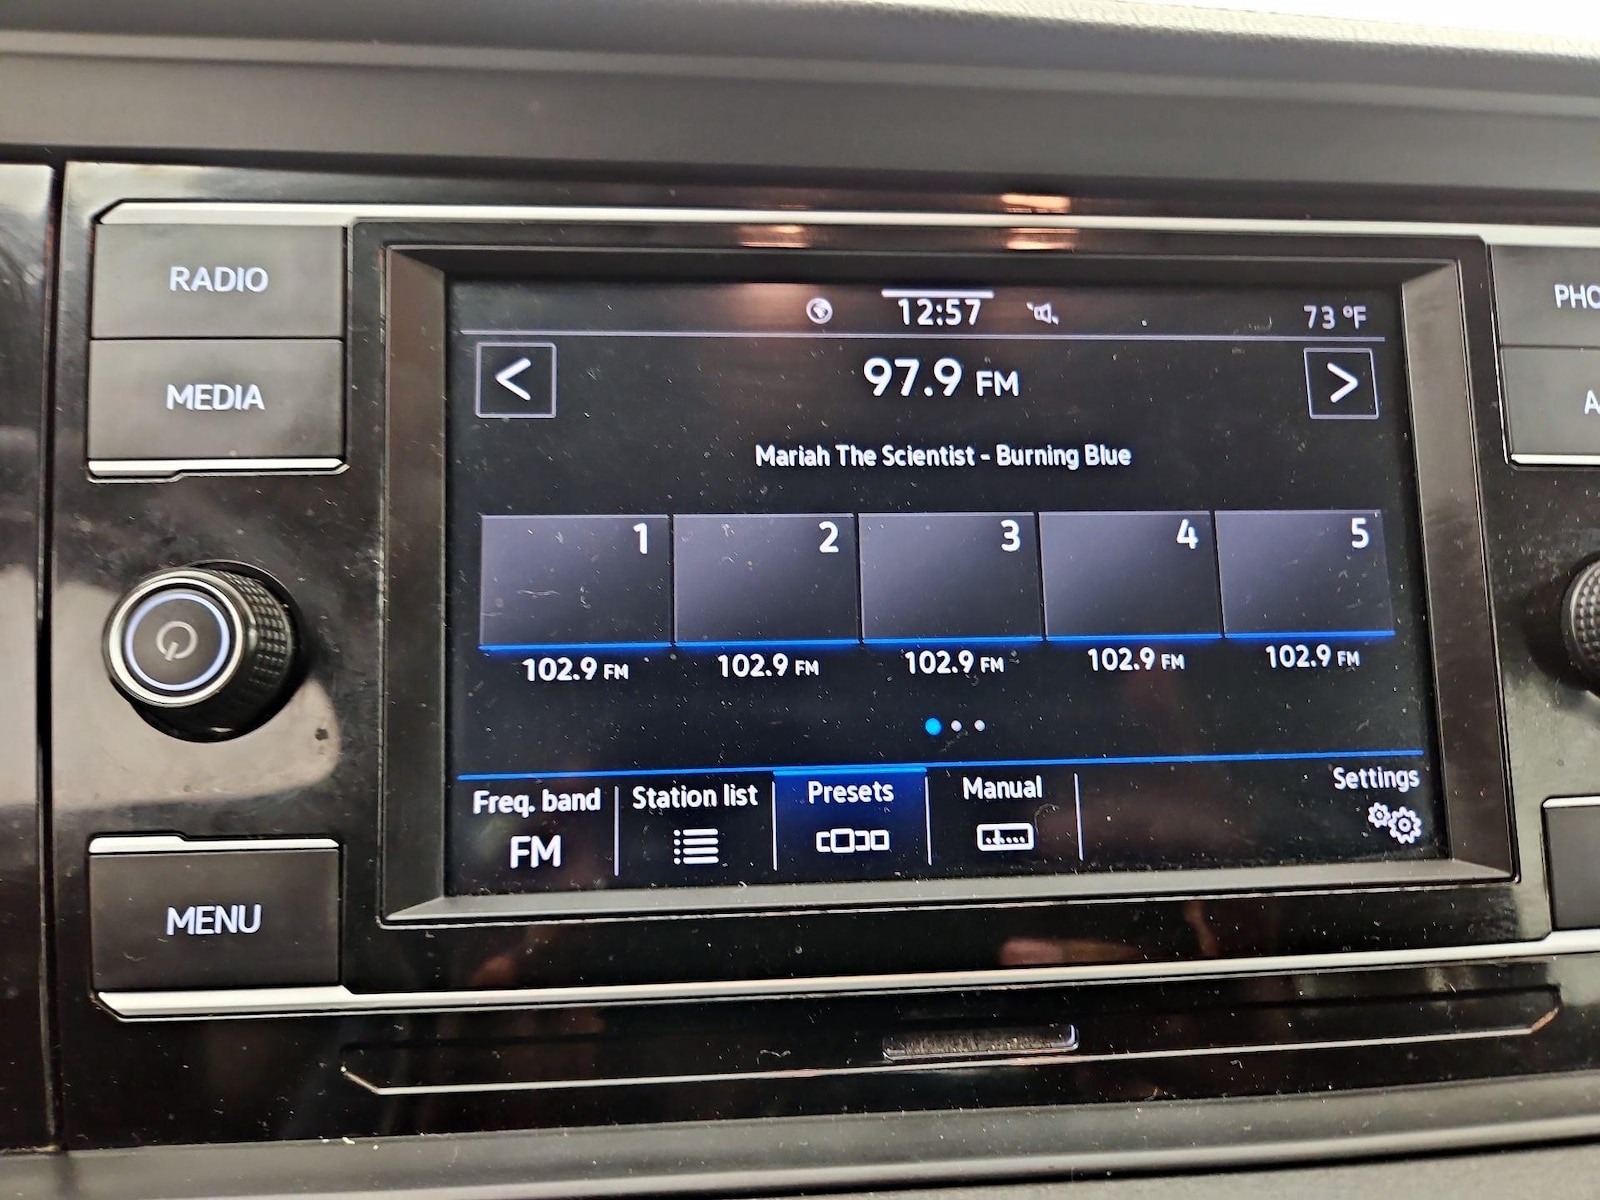 RADIO
MEDIA
MENU
12:57
73 °F
<
97.9 FM
>
Mariah The Scientist - Burning Blue
1 2 3 4 5
102.9 FM 102.9 FM 102.9 FM 102.9 FM 102.9 FM
Freq. band Station list Presets Manual Settings
FM
PHO
A